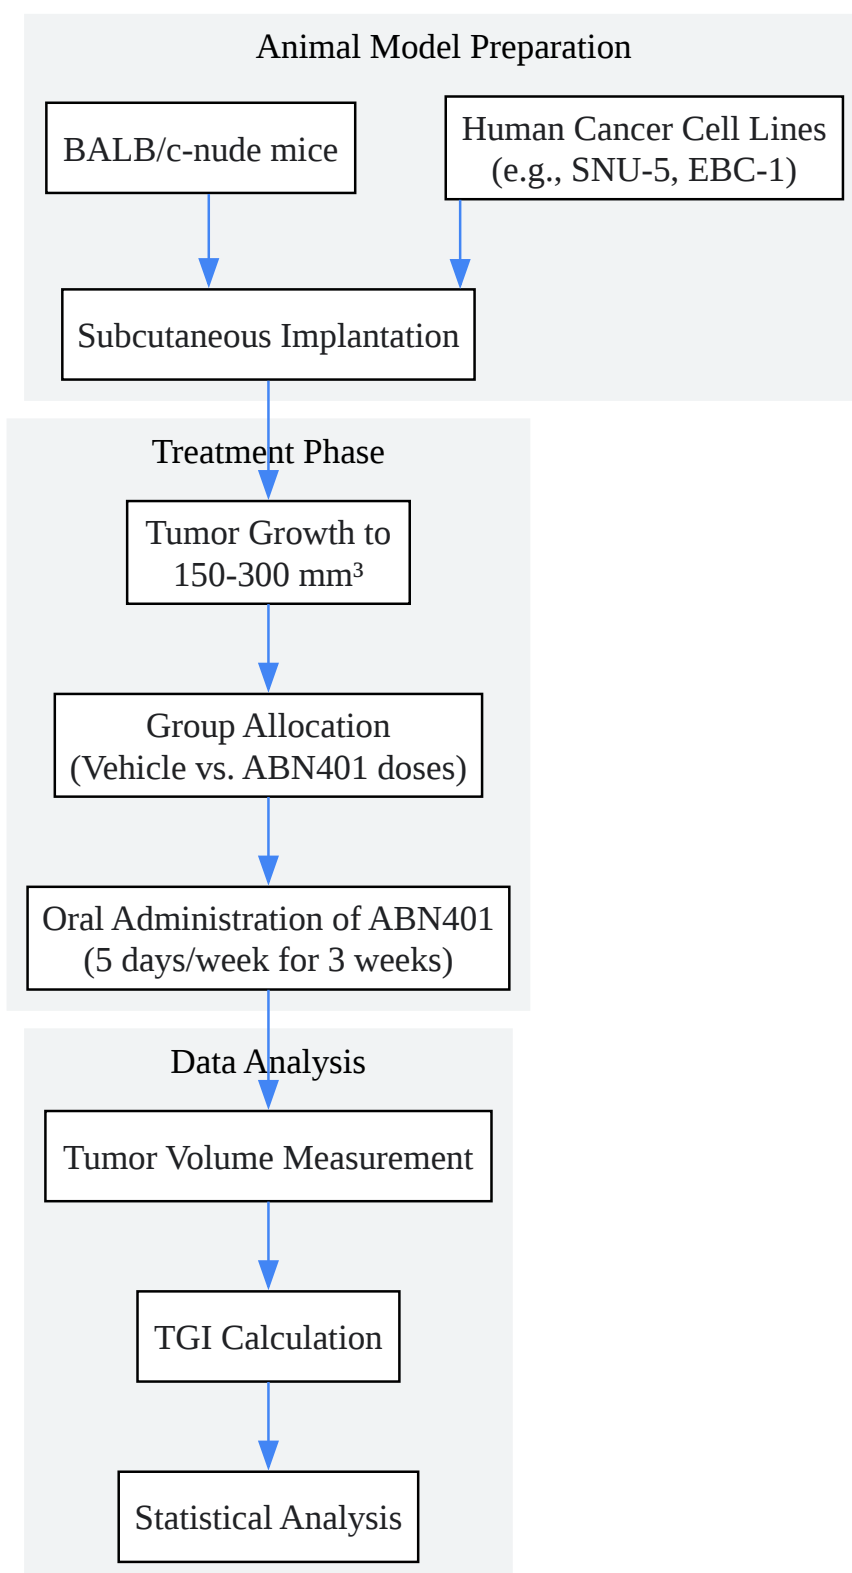 Animal Model Preparation
BALB/c-nude mice
Human Cancer Cell Lines
(e.g., SNU-5, EBC-1)
Subcutaneous Implantation
Treatment Phase
Tumor Growth to
150-300 mm³
Group Allocation
(Vehicle vs. ABN401 doses)
Oral Administration of ABN401
(5 days/week for 3 weeks)
Data Analysis
Tumor Volume Measurement
TGI Calculation
Statistical Analysis